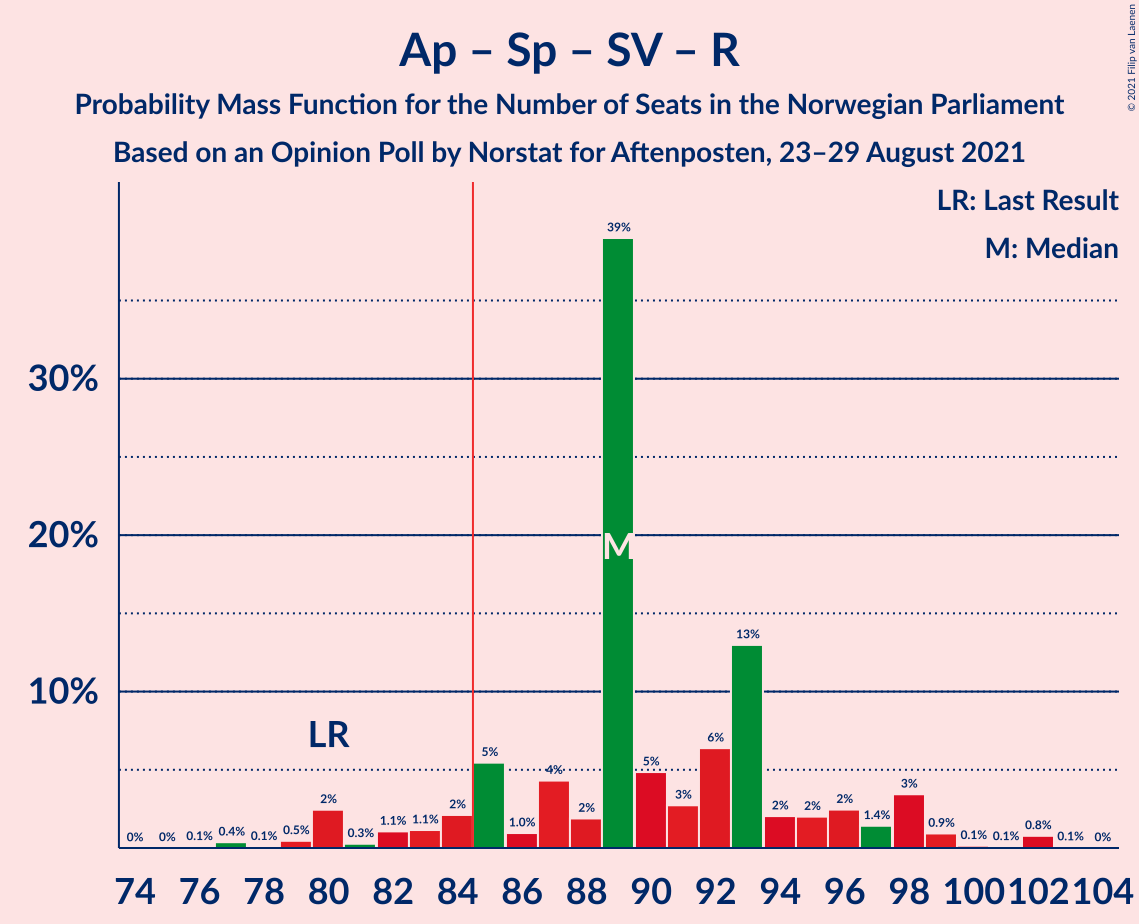 © 2021 Filip van Laenen
Ap – Sp – SV – R
Probability Mass Function for the Number of Seats in the Norwegian Parliament
Based on an Opinion Poll by Norstat for Aftenposten, 23–29 August 2021
LR: Last Result
M: Median
30%
20%
10%
LR
M
0% 0% 0.1% 0.4% 0.1% 0.5% 2% 0.3% 1.1% 1.1% 2% 5% 1.0% 4% 2% 39% 5% 3% 6% 13% 2% 2% 2% 1.4% 3% 0.9% 0.1% 0.1% 0.8% 0.1% 0%
74 76 78 80 82 84 86 88 90 92 94 96 98 100 102 104